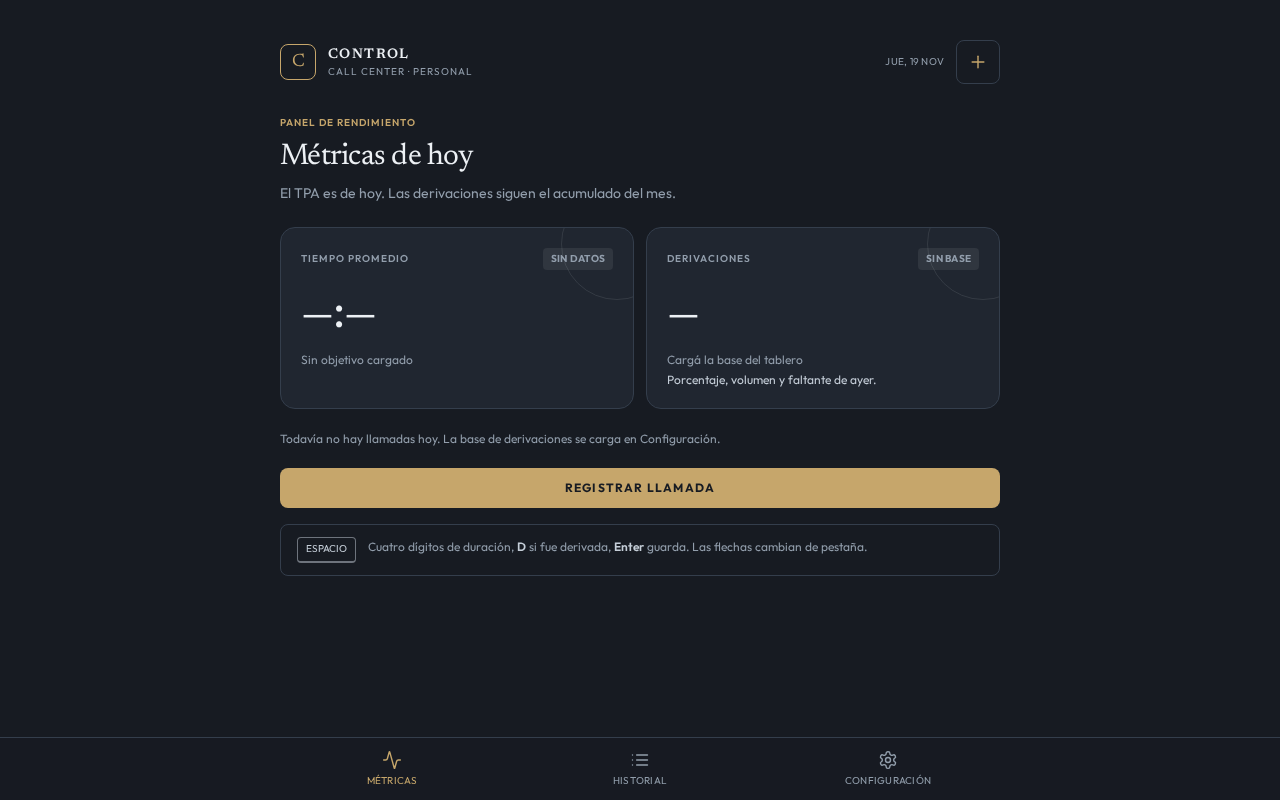 C
CONTROL
CALL CENTER · PERSONAL
JUE, 19 NOV
PANEL DE RENDIMIENTO
Métricas de hoy
El TPA es de hoy. Las derivaciones siguen el acumulado del mes.
TIEMPO PROMEDIO
SIN DATOS
—:—
Sin objetivo cargado
DERIVACIONES
SIN BASE
—
Cargá la base del tablero
Porcentaje, volumen y faltante de ayer.
Todavía no hay llamadas hoy. La base de derivaciones se carga en Configuración.
REGISTRAR LLAMADA
ESPACIO
Cuatro dígitos de duración, D si fue derivada, Enter guarda. Las flechas cambian de pestaña.
MÉTRICAS
HISTORIAL
CONFIGURACIÓN